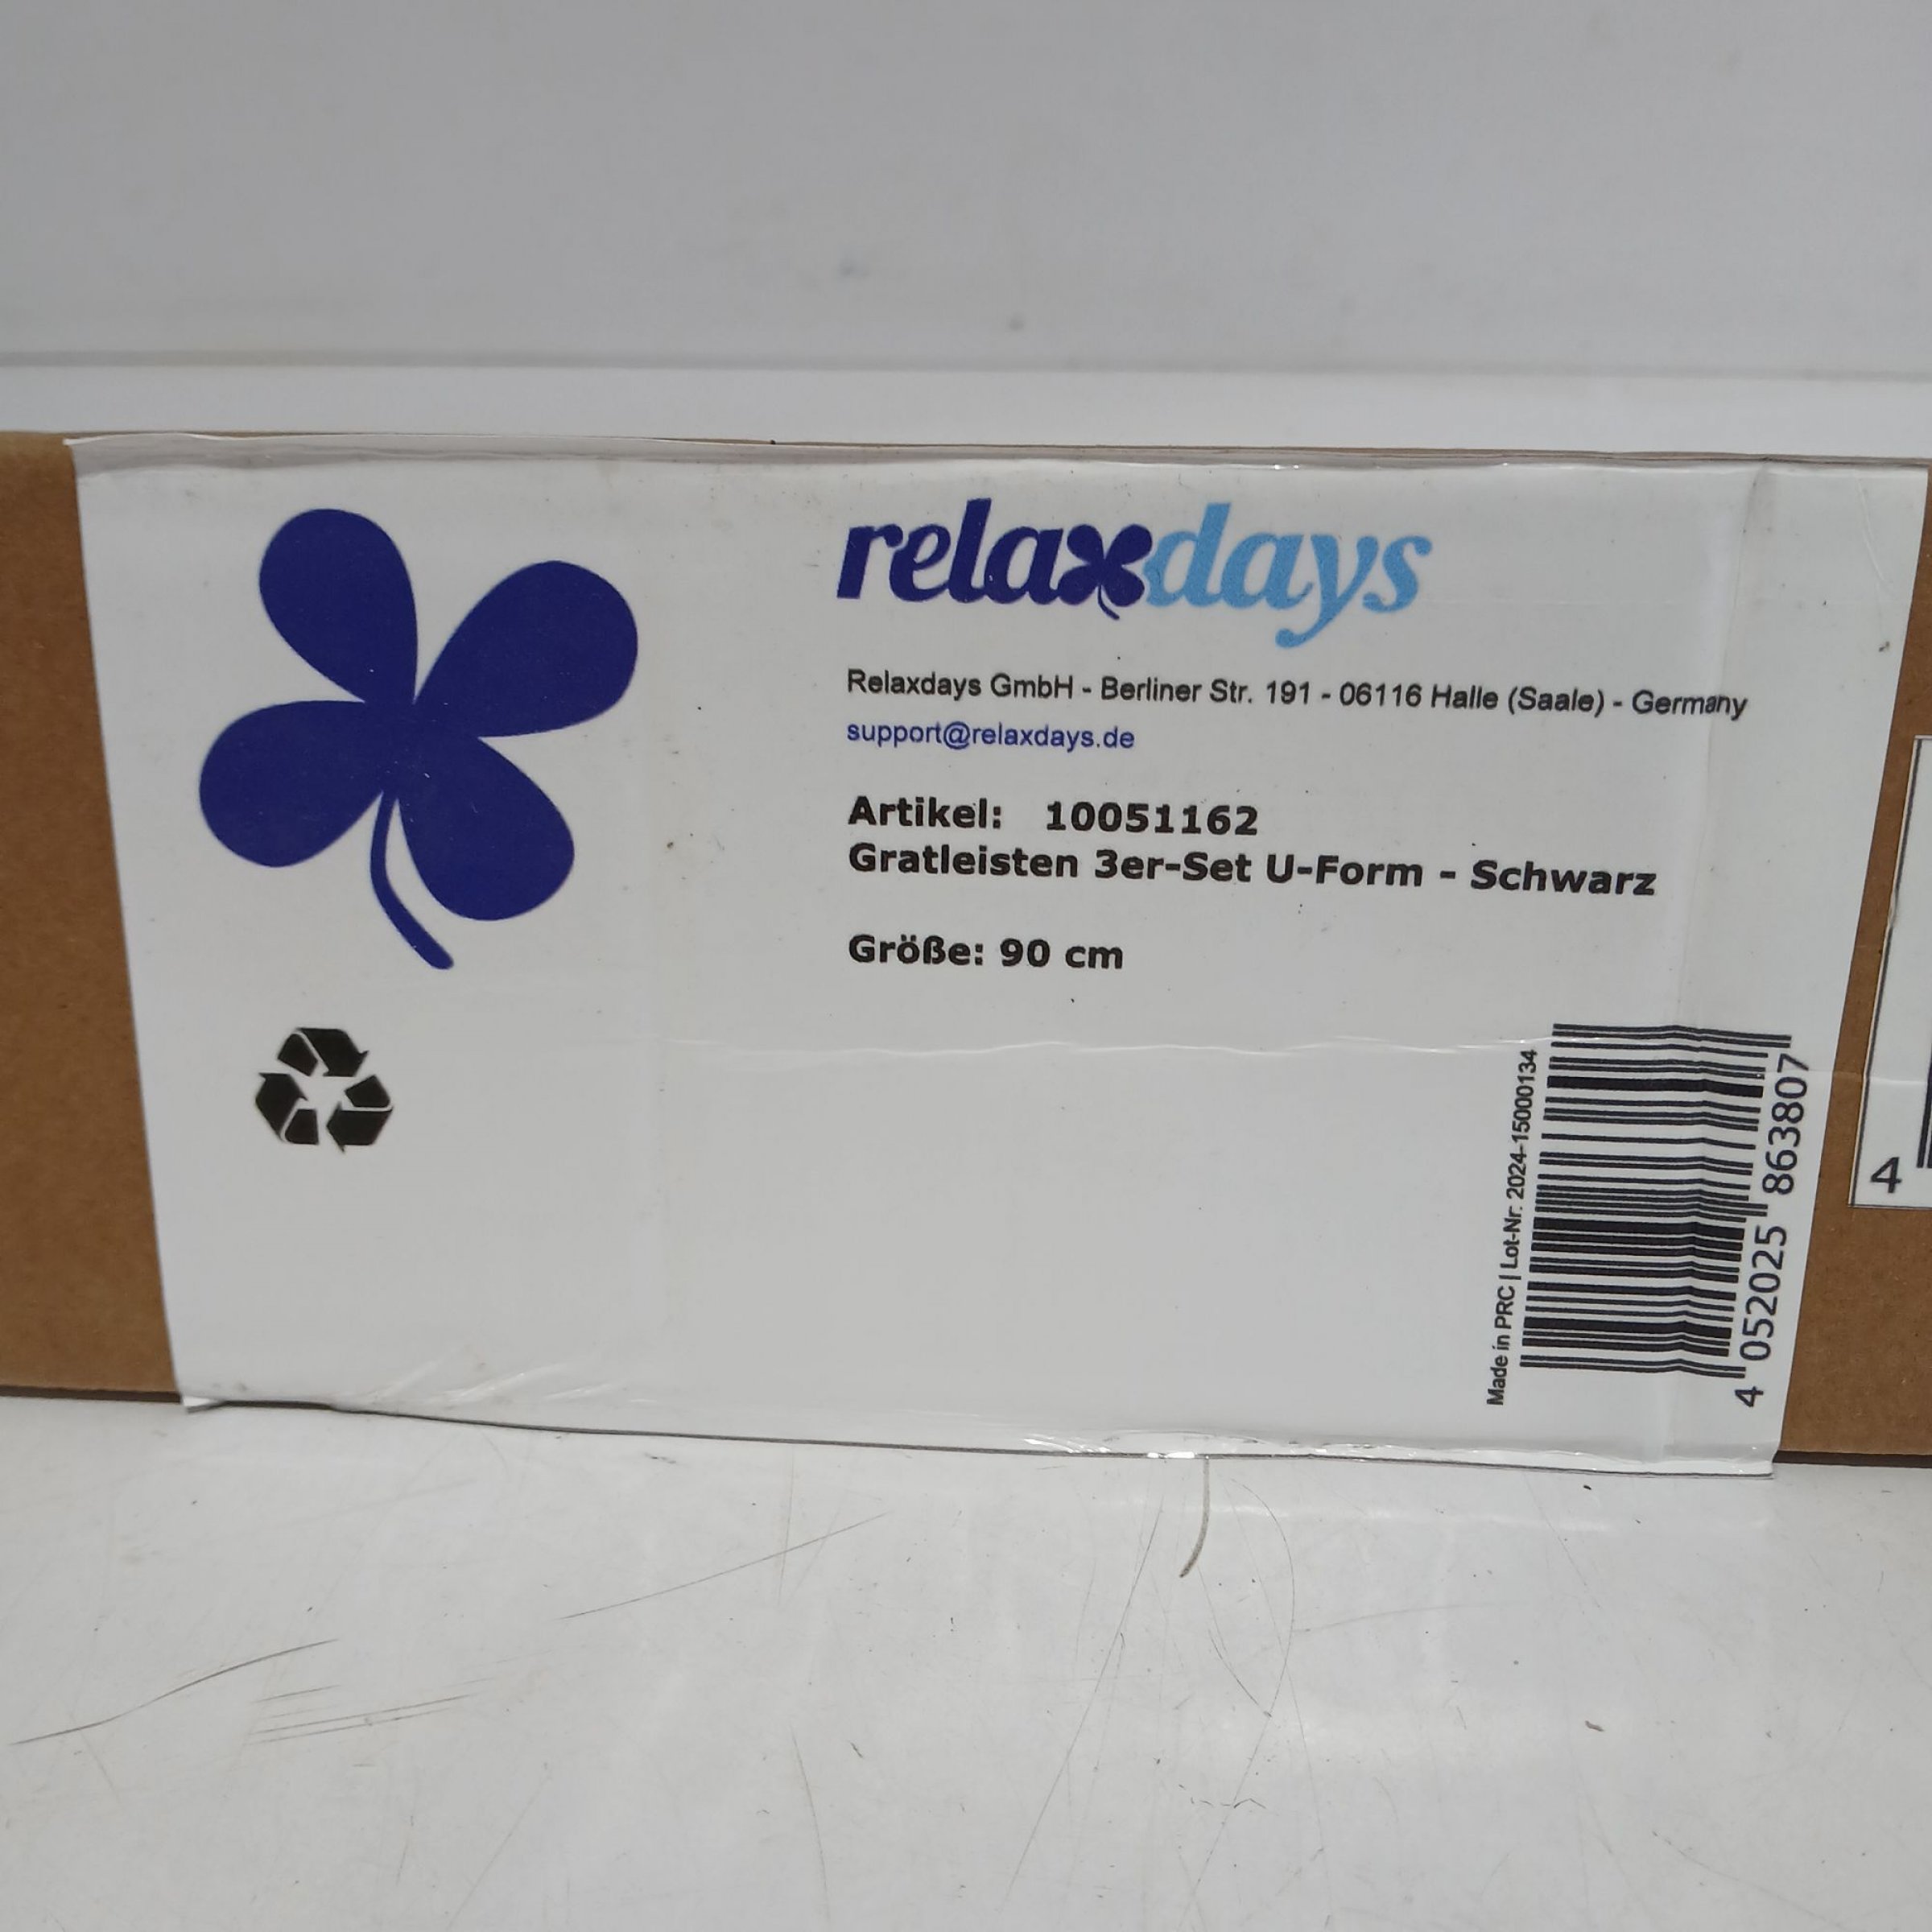 relaxdays
Relaxdays GmbH - Berliner Str. 191 - 06116 Halle (Saale) - Germany
support@relaxdays.de
Artikel: 10051162
Gratleisten 3er-Set U-Form - Schwarz
Größe: 90 cm
Made in PRC | Lot-Nr. 2024-15000134
4 052025 863807
4